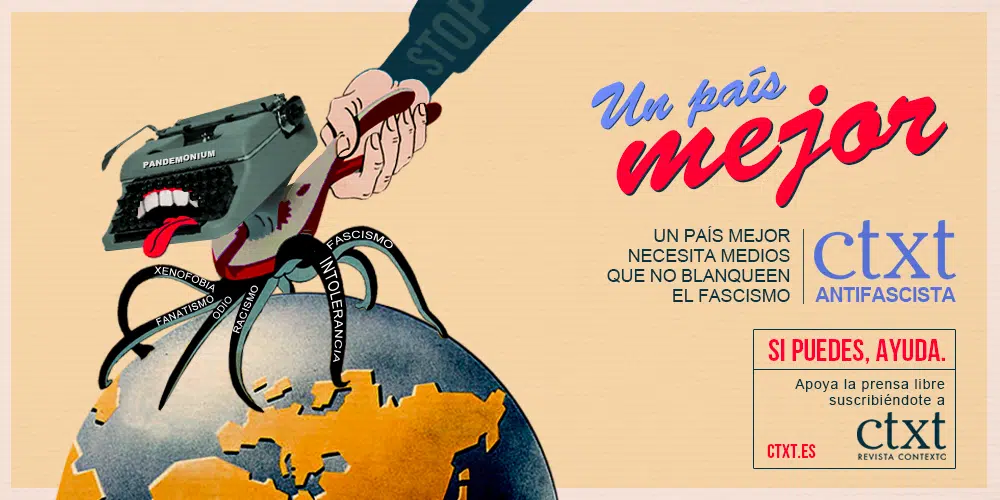 STOP
PANDEMONIUM
XENOFOBIA
FANATISMO
ODIO
RACISMO
INTOLERANCIA
FASCISMO
Un país
mejor
UN PAÍS MEJOR
NECESITA MEDIOS
QUE NO BLANQUEEN
EL FASCISMO
ctxt
ANTIFASCISTA
SI PUEDES, AYUDA.
Apoya la prensa libre
suscribiéndote a
ctxt
REVISTA CONTEXTO
CTXT.ES